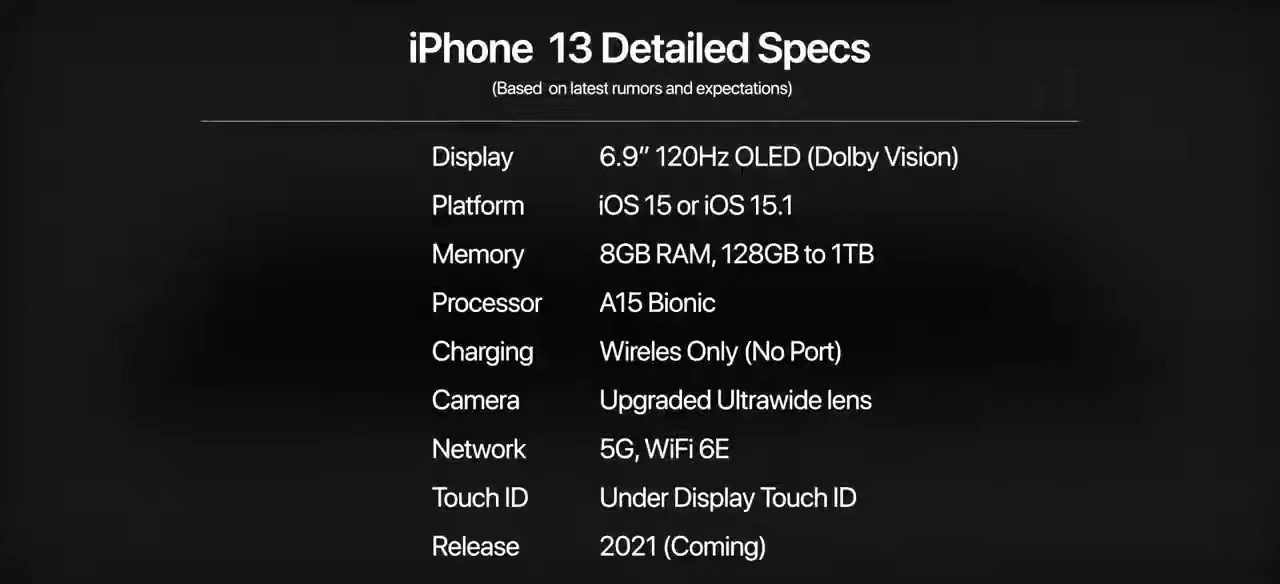 iPhone 13 Detailed Specs
(Based on latest rumors and expectations)
Display 6.9″ 120Hz OLED (Dolby Vision)
Platform iOS 15 or iOS 15.1
Memory 8GB RAM, 128GB to 1TB
Processor A15 Bionic
Charging Wireles Only (No Port)
Camera Upgraded Ultrawide lens
Network 5G, WiFi 6E
Touch ID Under Display Touch ID
Release 2021 (Coming)